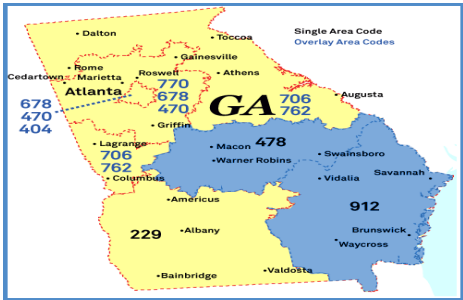 Single Area Code
Overlay Area Codes
Dalton
Toccoa
Gainesville
Rome
Cedartown
Marietta
Roswell
Athens
Atlanta
770
678
470
678
470
404
GA
706
762
Augusta
Griffin
Lagrange
706
762
Columbus
Macon
478
Warner Robins
Swainsboro
Vidalia
Savannah
912
Americus
229
Albany
Brunswick
Waycross
Bainbridge
Valdosta